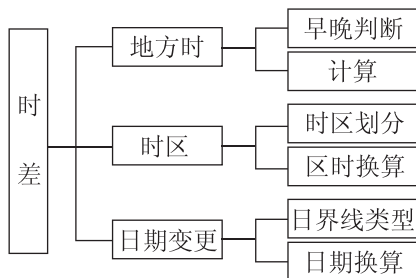 时差
地方时
早晚判断
计算
时区
时区划分
区时换算
日期变更
日界线类型
日期换算